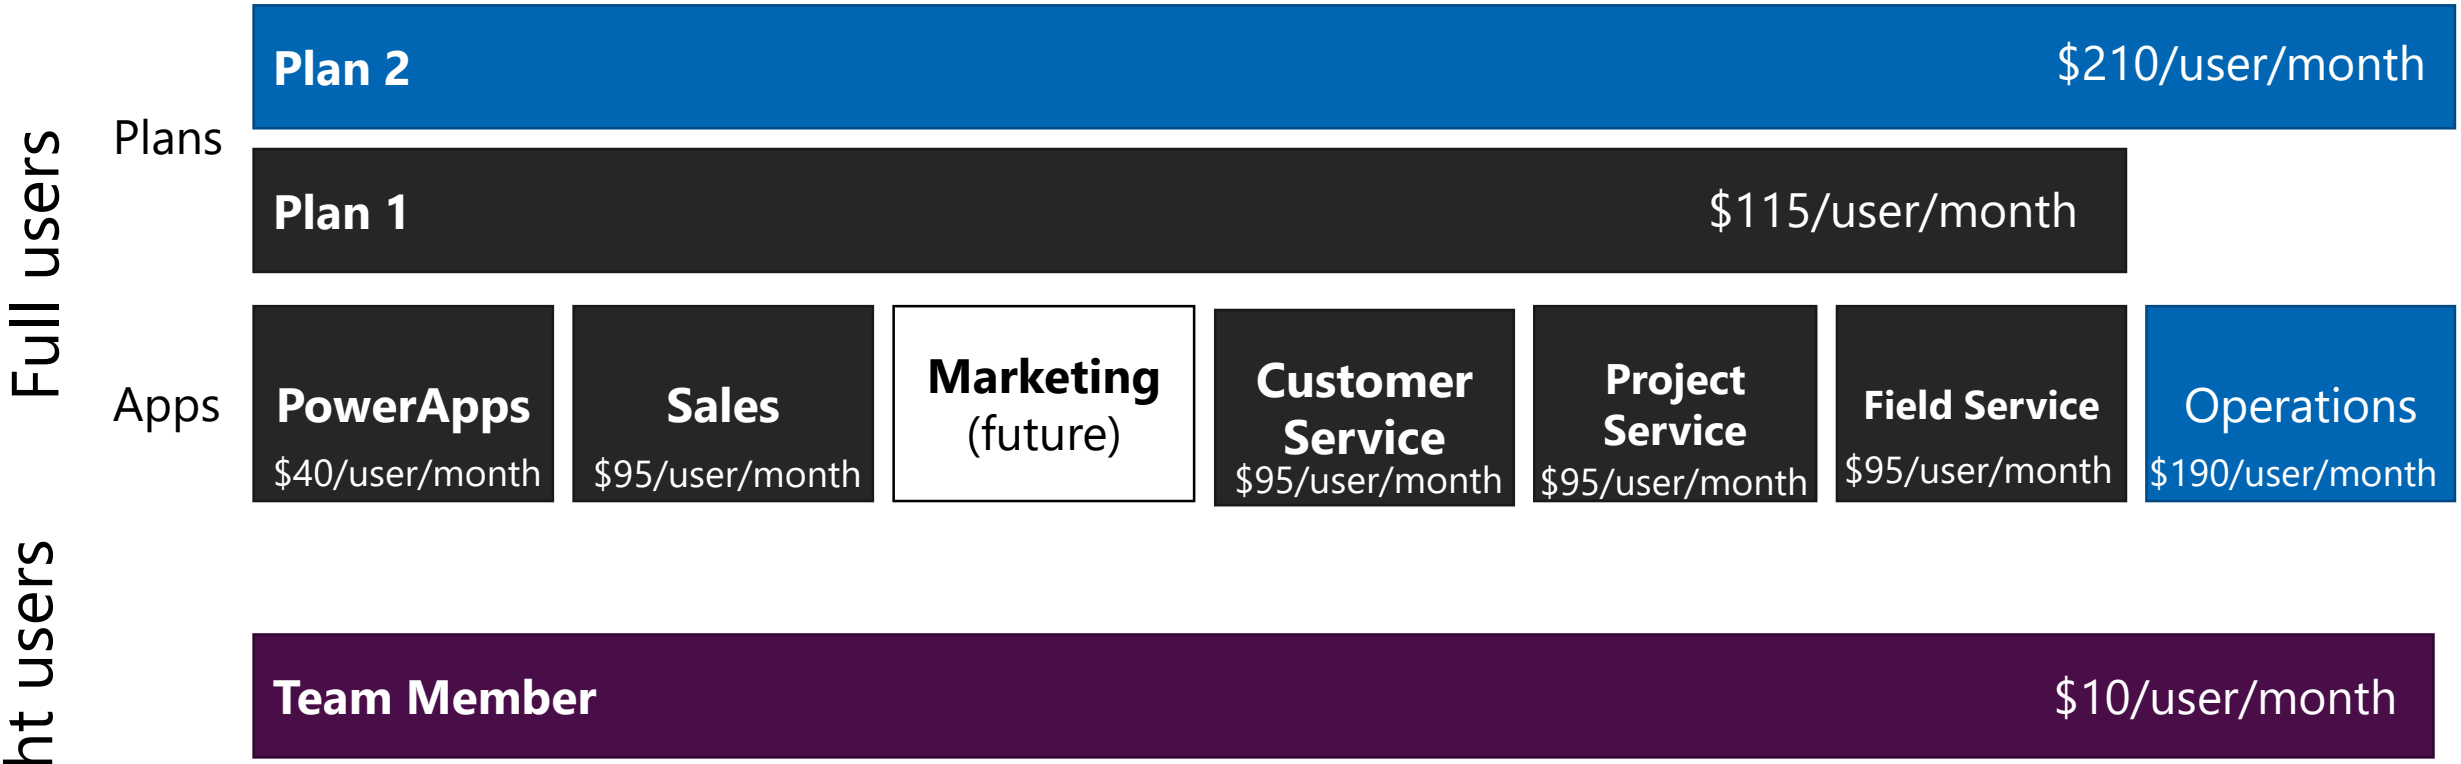 Full users
Plans
Plan 2
$210/user/month
Plan 1
$115/user/month
Apps
PowerApps
$40/user/month
Sales
$95/user/month
Marketing
(future)
Customer
Service
$95/user/month
Project
Service
$95/user/month
Field Service
$95/user/month
Operations
$190/user/month
ht users
Team Member
$10/user/month